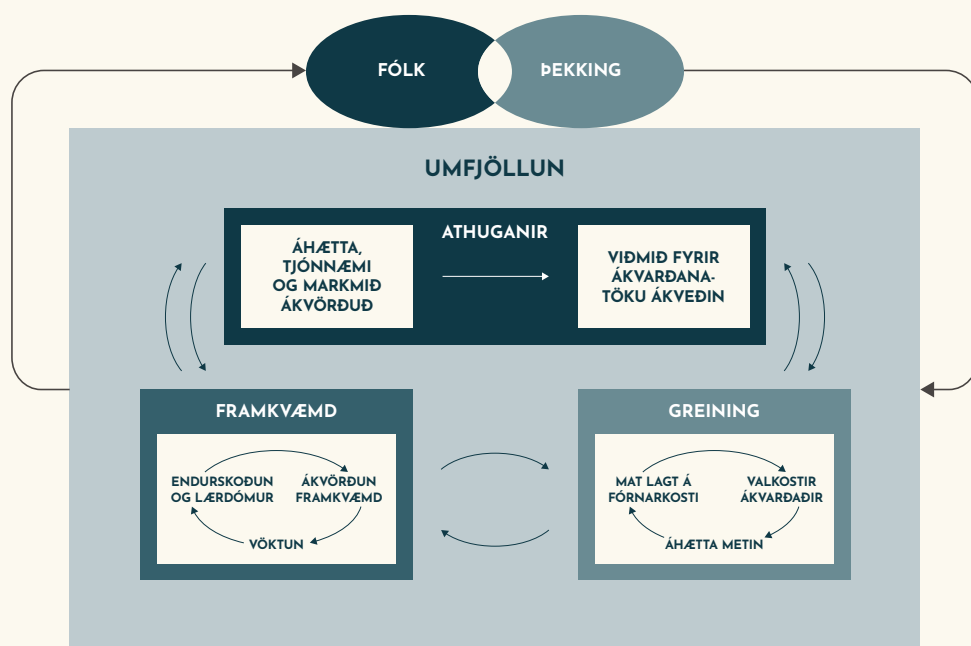 FÓLK
ÞEKKING
UMFJÖLLUN
ATHUGANIR
ÁHÆTTA,
TJÓNNÆMI
OG MARKMIÐ
ÁKVÖRÐUÐ
VIÐMIÐ FYRIR
ÁKVARÐANA-
TÖKU ÁKVEÐIN
FRAMKVÆMD
ENDURSKOÐUN
OG LÆRDÓMUR
ÁKVÖRÐUN
FRAMKVÆMD
VÖKTUN
GREINING
MAT LAGT Á
FÓRNARKOSTI
VALKOSTIR
ÁKVARÐAÐIR
ÁHÆTTA METIN